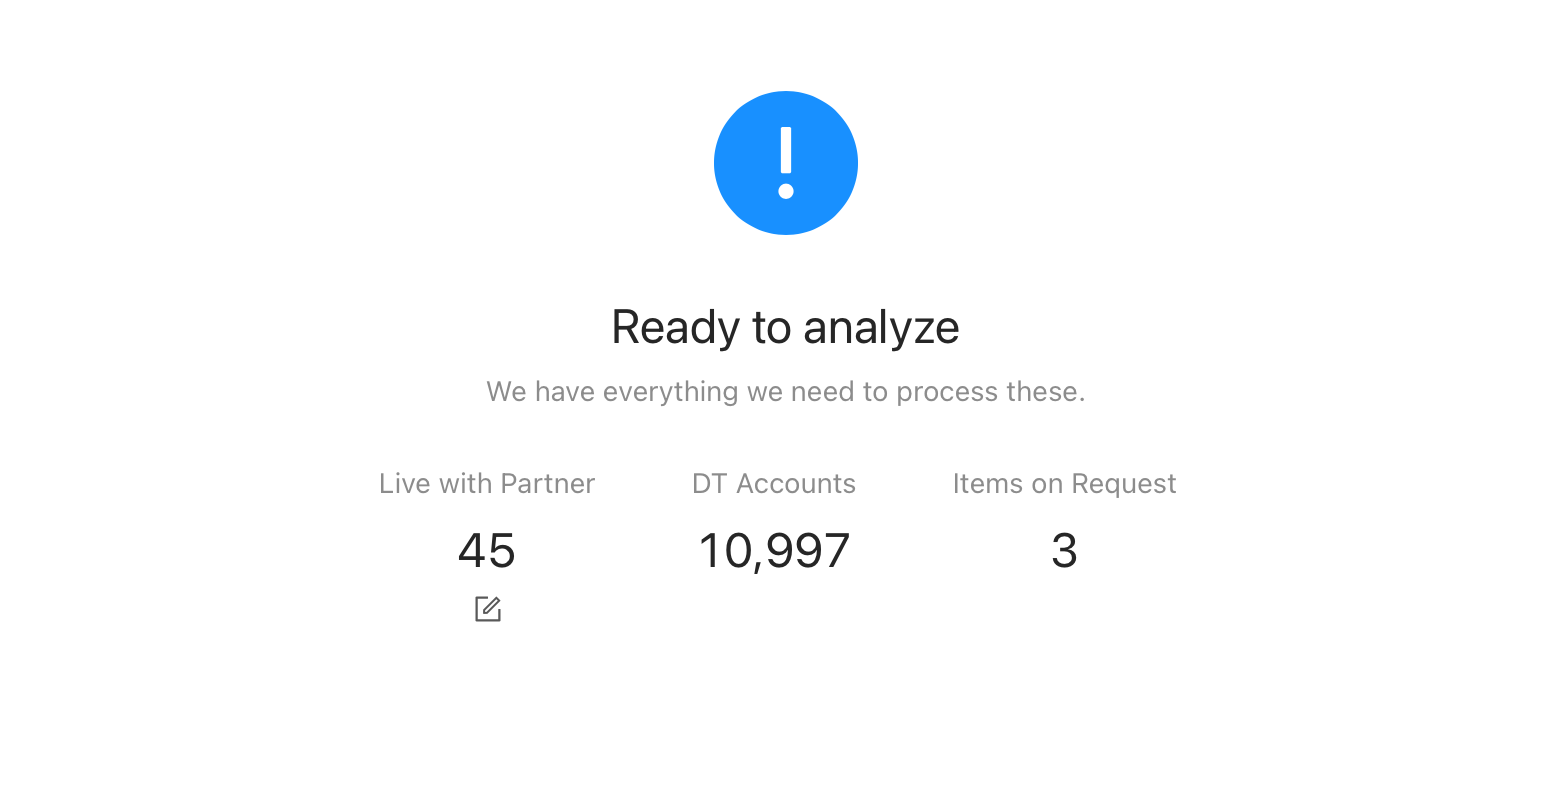 Ready to analyze
We have everything we need to process these.
Live with Partner DT Accounts Items on Request
45 10,997 3